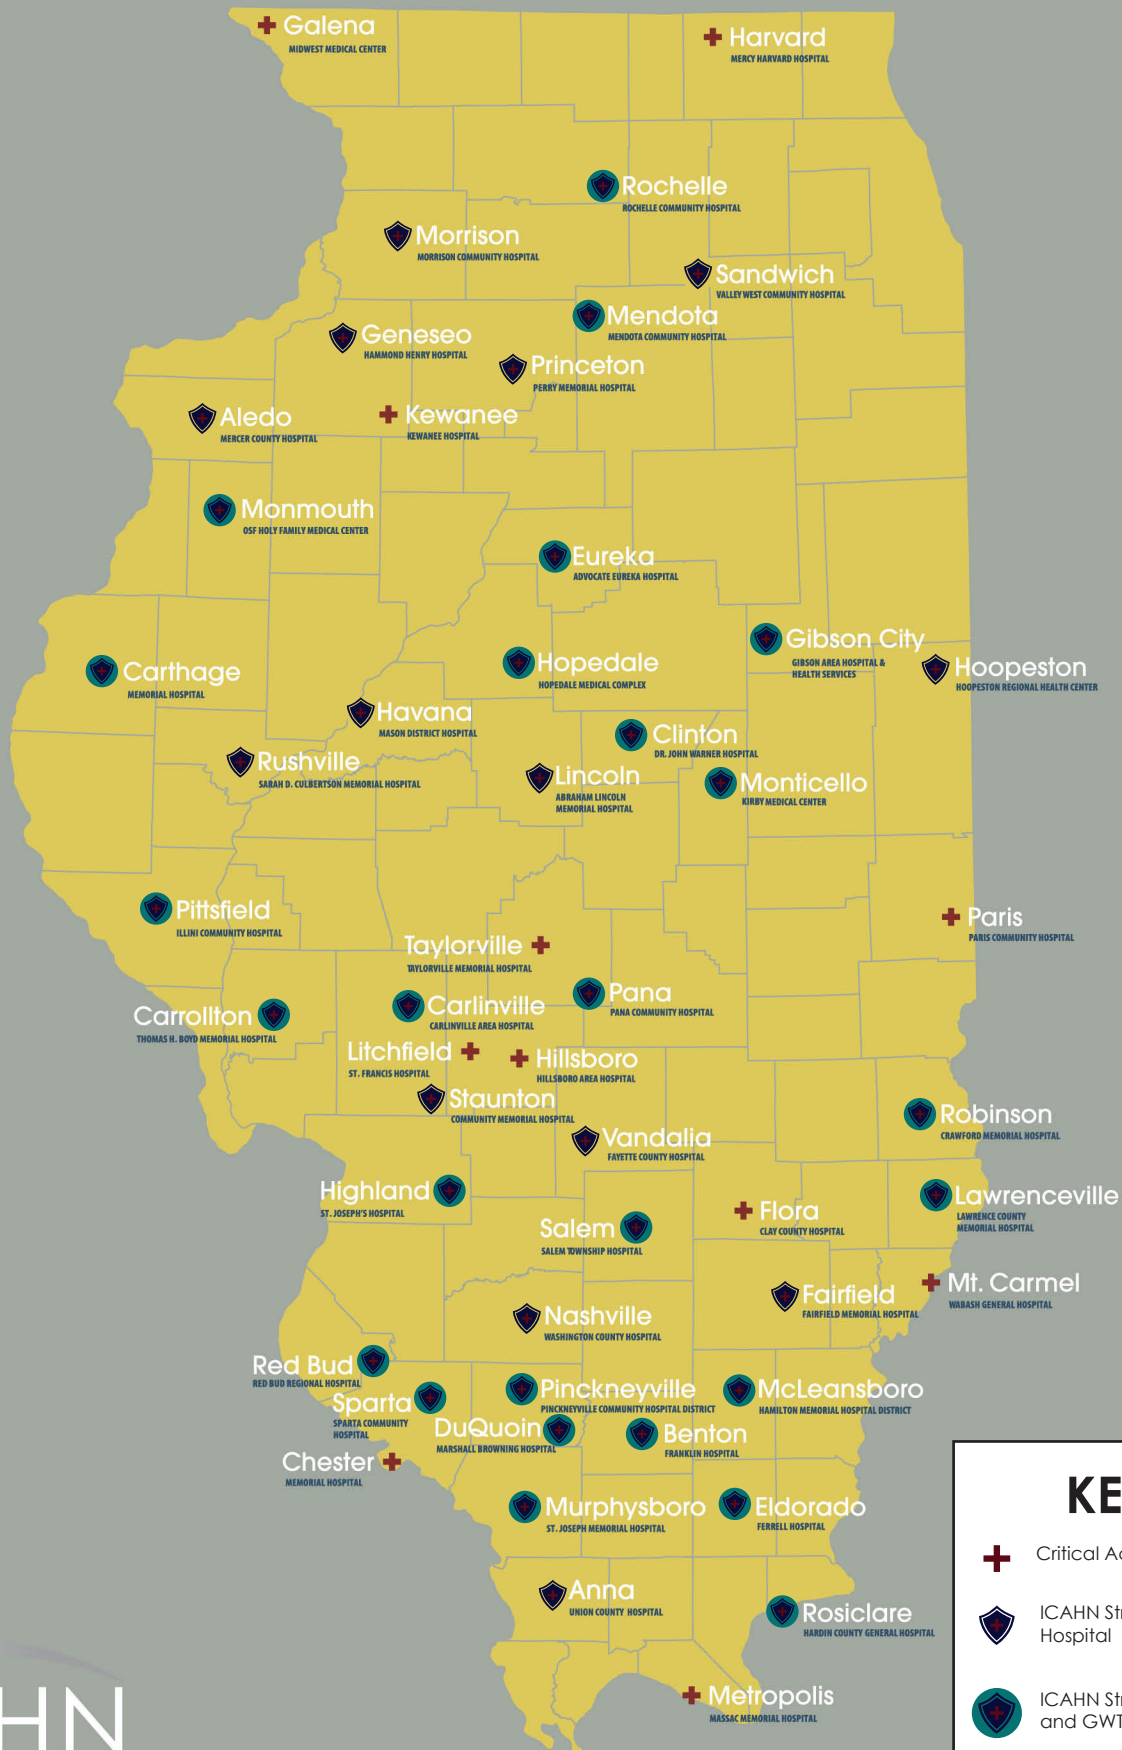 Galena
MIDWEST MEDICAL CENTER
Harvard
MERCY HARVARD HOSPITAL
Rochelle
ROCHELLE COMMUNITY HOSPITAL
Morrison
MORRISON COMMUNITY HOSPITAL
Sandwich
VALLEY WEST COMMUNITY HOSPITAL
Mendota
MENDOTA COMMUNITY HOSPITAL
Geneseo
HAMMOND HENRY HOSPITAL
Princeton
PERRY MEMORIAL HOSPITAL
Aledo
MERCER COUNTY HOSPITAL
Kewanee
KEWANEE HOSPITAL
Monmouth
OSF HOLY FAMILY MEDICAL CENTER
Eureka
ADVOCATE EUREKA HOSPITAL
Gibson City
GIBSON AREA HOSPITAL &
HEALTH SERVICES
Carthage
MEMORIAL HOSPITAL
Hopedale
HOPEDALE MEDICAL COMPLEX
Hoopeston
HOOPESTON REGIONAL HEALTH CENTER
Havana
MASON DISTRICT HOSPITAL
Clinton
DR. JOHN WARNER HOSPITAL
Rushville
SARAH D. CULBERTSON MEMORIAL HOSPITAL
Lincoln
ABRAHAM LINCOLN
MEMORIAL HOSPITAL
Monticello
KIRBY MEDICAL CENTER
Pittsfield
ILLINI COMMUNITY HOSPITAL
Paris
PARIS COMMUNITY HOSPITAL
Taylorville
TAYLORVILLE MEMORIAL HOSPITAL
Pana
PANA COMMUNITY HOSPITAL
Carlinville
CARLINVILLE AREA HOSPITAL
Carrollton
THOMAS H. BOYD MEMORIAL HOSPITAL
Litchfield
ST. FRANCIS HOSPITAL
Hillsboro
HILLSBORO AREA HOSPITAL
Staunton
COMMUNITY MEMORIAL HOSPITAL
Robinson
CRAWFORD MEMORIAL HOSPITAL
Vandalia
FAYETTE COUNTY HOSPITAL
Highland
ST. JOSEPH'S HOSPITAL
Lawrenceville
LAWRENCE COUNTY
MEMORIAL HOSPITAL
Flora
CLAY COUNTY HOSPITAL
Salem
SALEM TOWNSHIP HOSPITAL
Mt. Carmel
WABASH GENERAL HOSPITAL
Fairfield
FAIRFIELD MEMORIAL HOSPITAL
Nashville
WASHINGTON COUNTY HOSPITAL
Red Bud
RED BUD REGIONAL HOSPITAL
Pinckneyville
PINCKNEYVILLE COMMUNITY HOSPITAL DISTRICT
McLeansboro
HAMILTON MEMORIAL HOSPITAL DISTRICT
Sparta
SPARTA COMMUNITY
HOSPITAL
DuQuoin
MARSHALL BROWNING HOSPITAL
Benton
FRANKLIN HOSPITAL
Chester
MEMORIAL HOSPITAL
Murphysboro
ST. JOSEPH MEMORIAL HOSPITAL
Eldorado
FERRELL HOSPITAL
Anna
UNION COUNTY HOSPITAL
Rosiclare
HARDIN COUNTY GENERAL HOSPITAL
Metropolis
MASSAC MEMORIAL HOSPITAL
KE
Critical Ac
ICAHN Str
Hospital
ICAHN Str
and GWT
HN